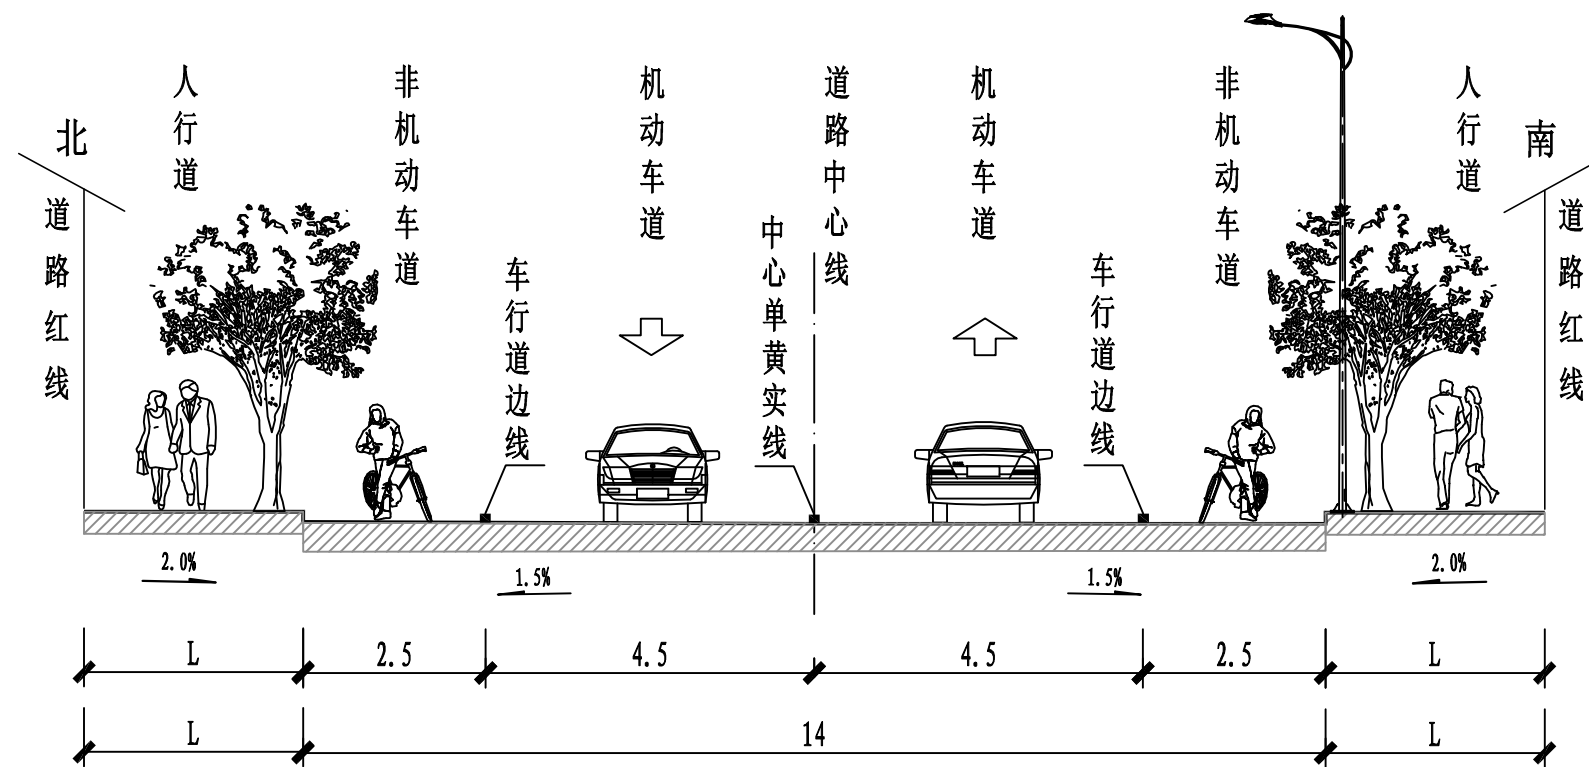 北
道路红线
人行道
非机动车道
车行道边线
机动车道
中心单黄实线
道路中心线
机动车道
车行道边线
非机动车道
人行道
南
道路红线
2.0%
1.5%
1.5%
2.0%
L
2.5
4.5
4.5
2.5
L
L
14
L